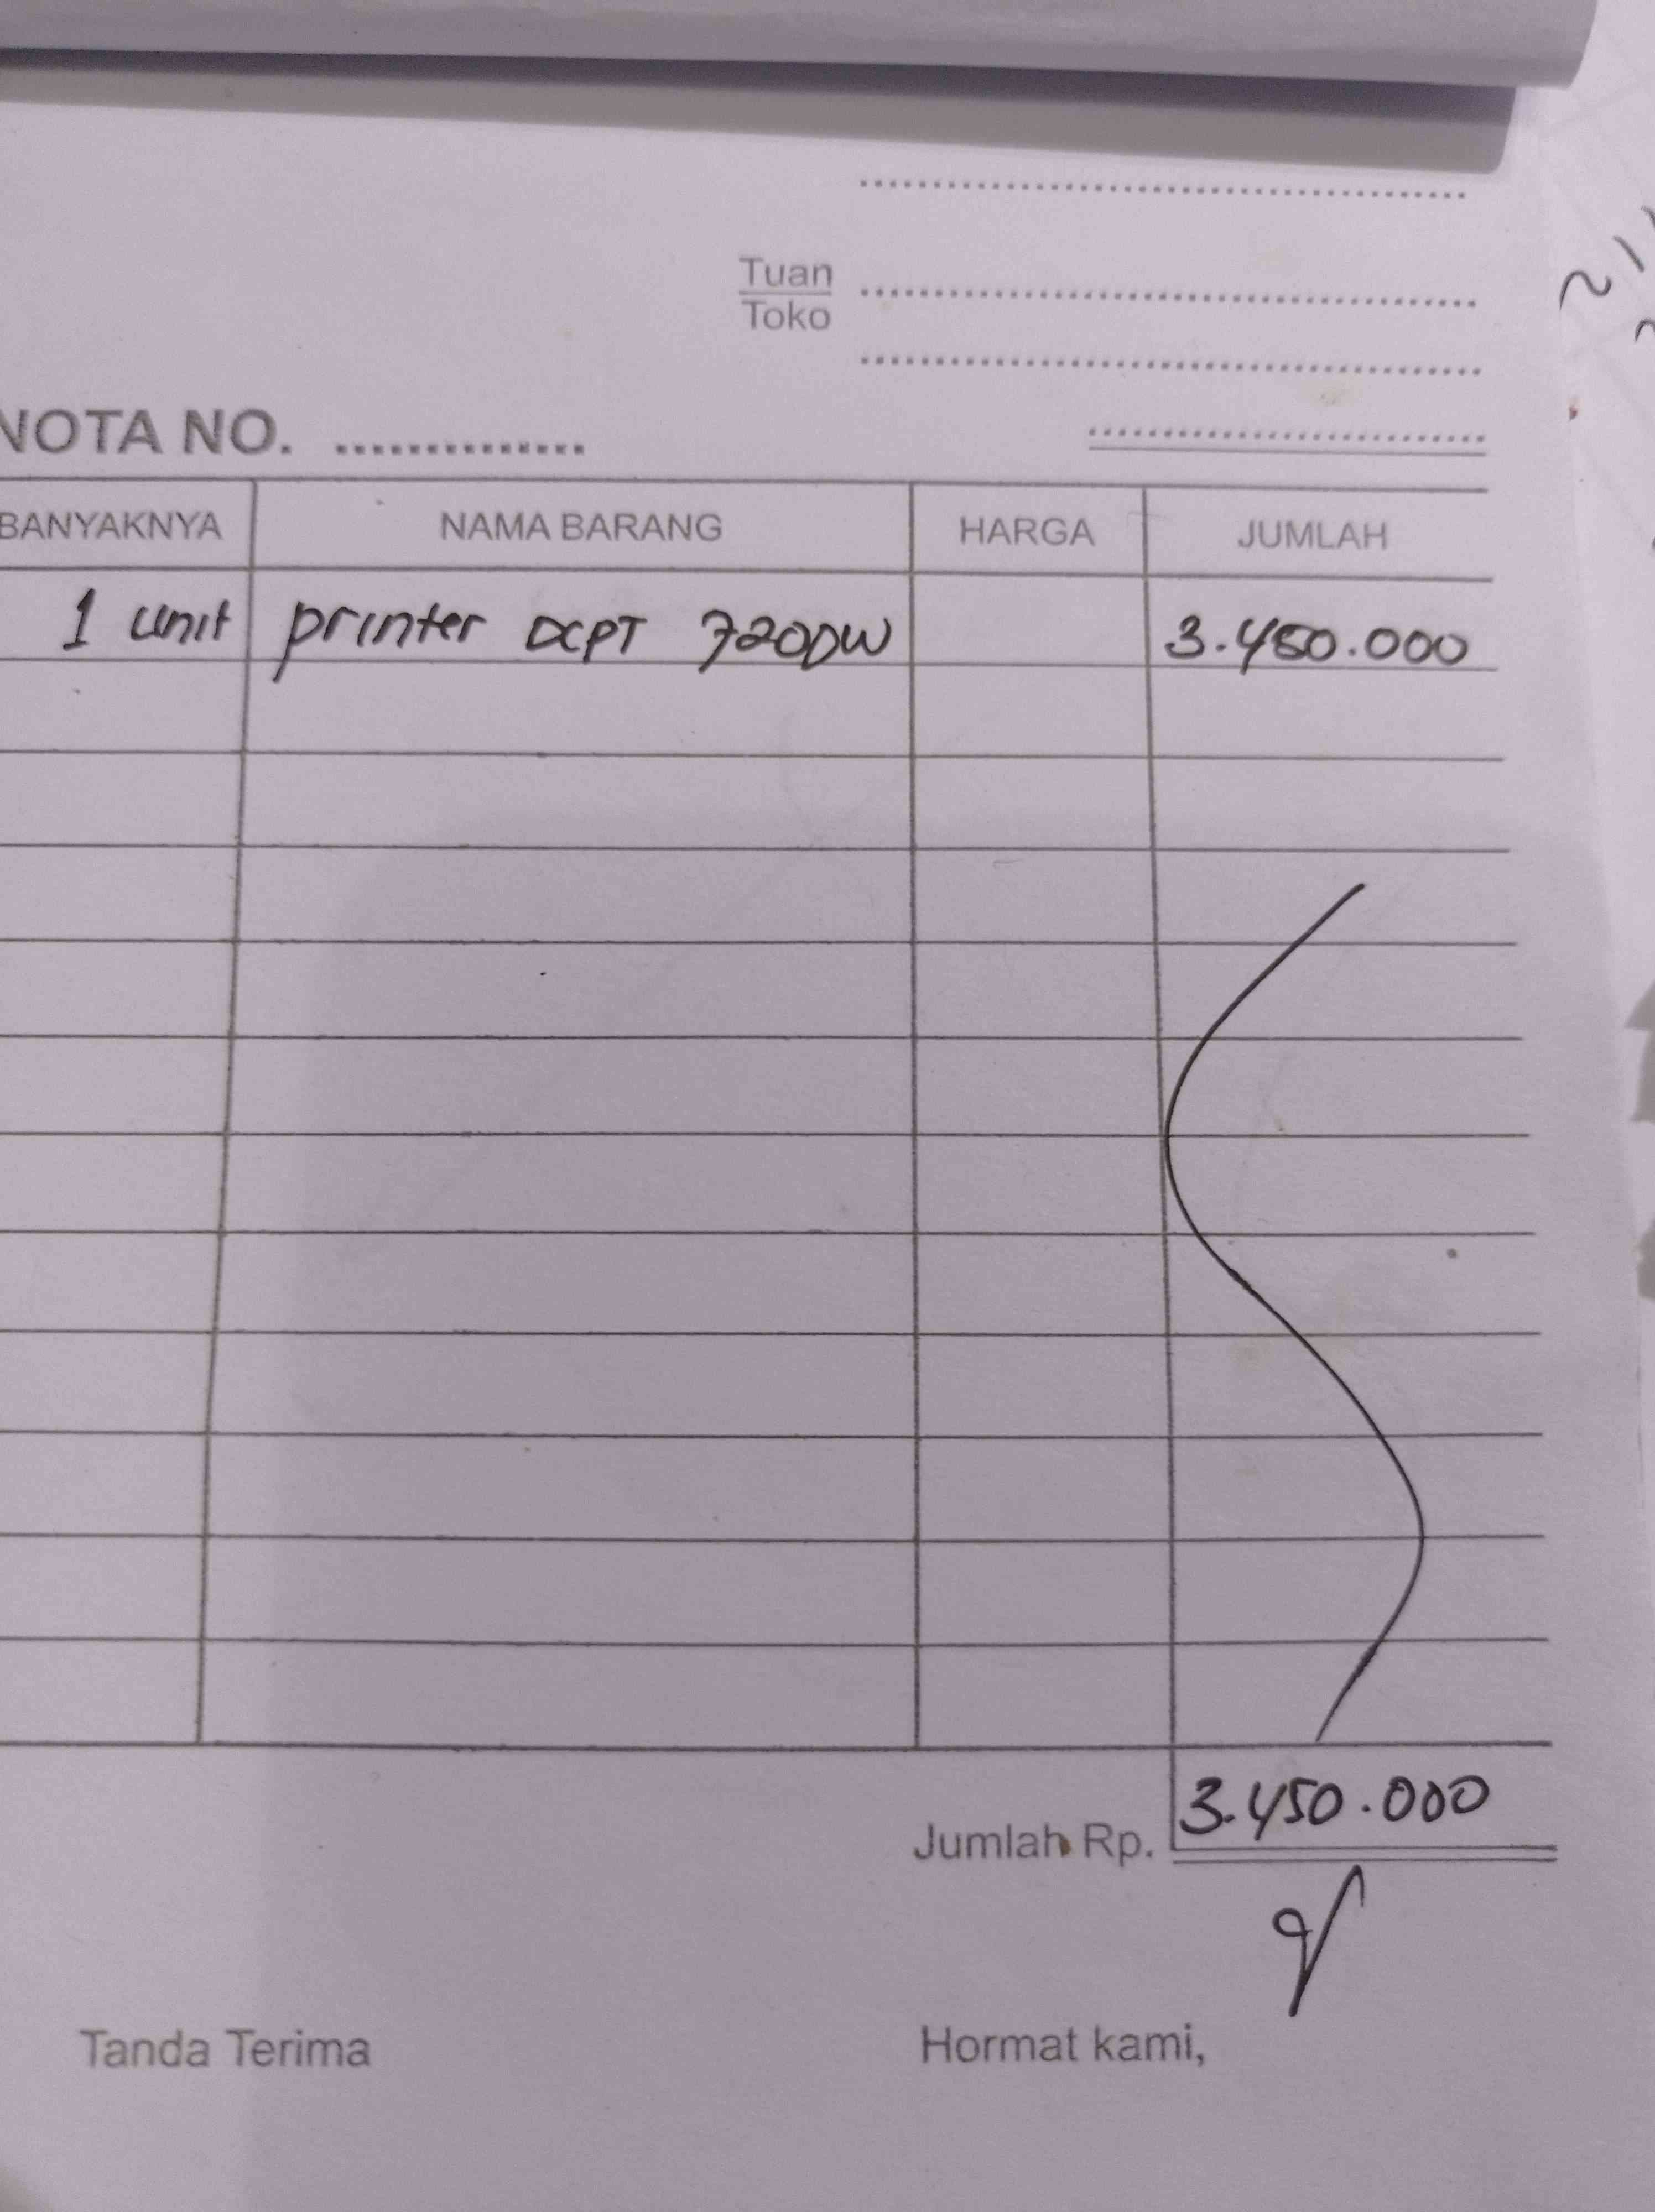 Tuan
Toko
NOTA NO.
BANYAKNYA NAMA BARANG HARGA JUMLAH
1 unit printer DCPT 720DW 3.450.000
Jumlah Rp. 3.450.000
Tanda Terima Hormat kami,